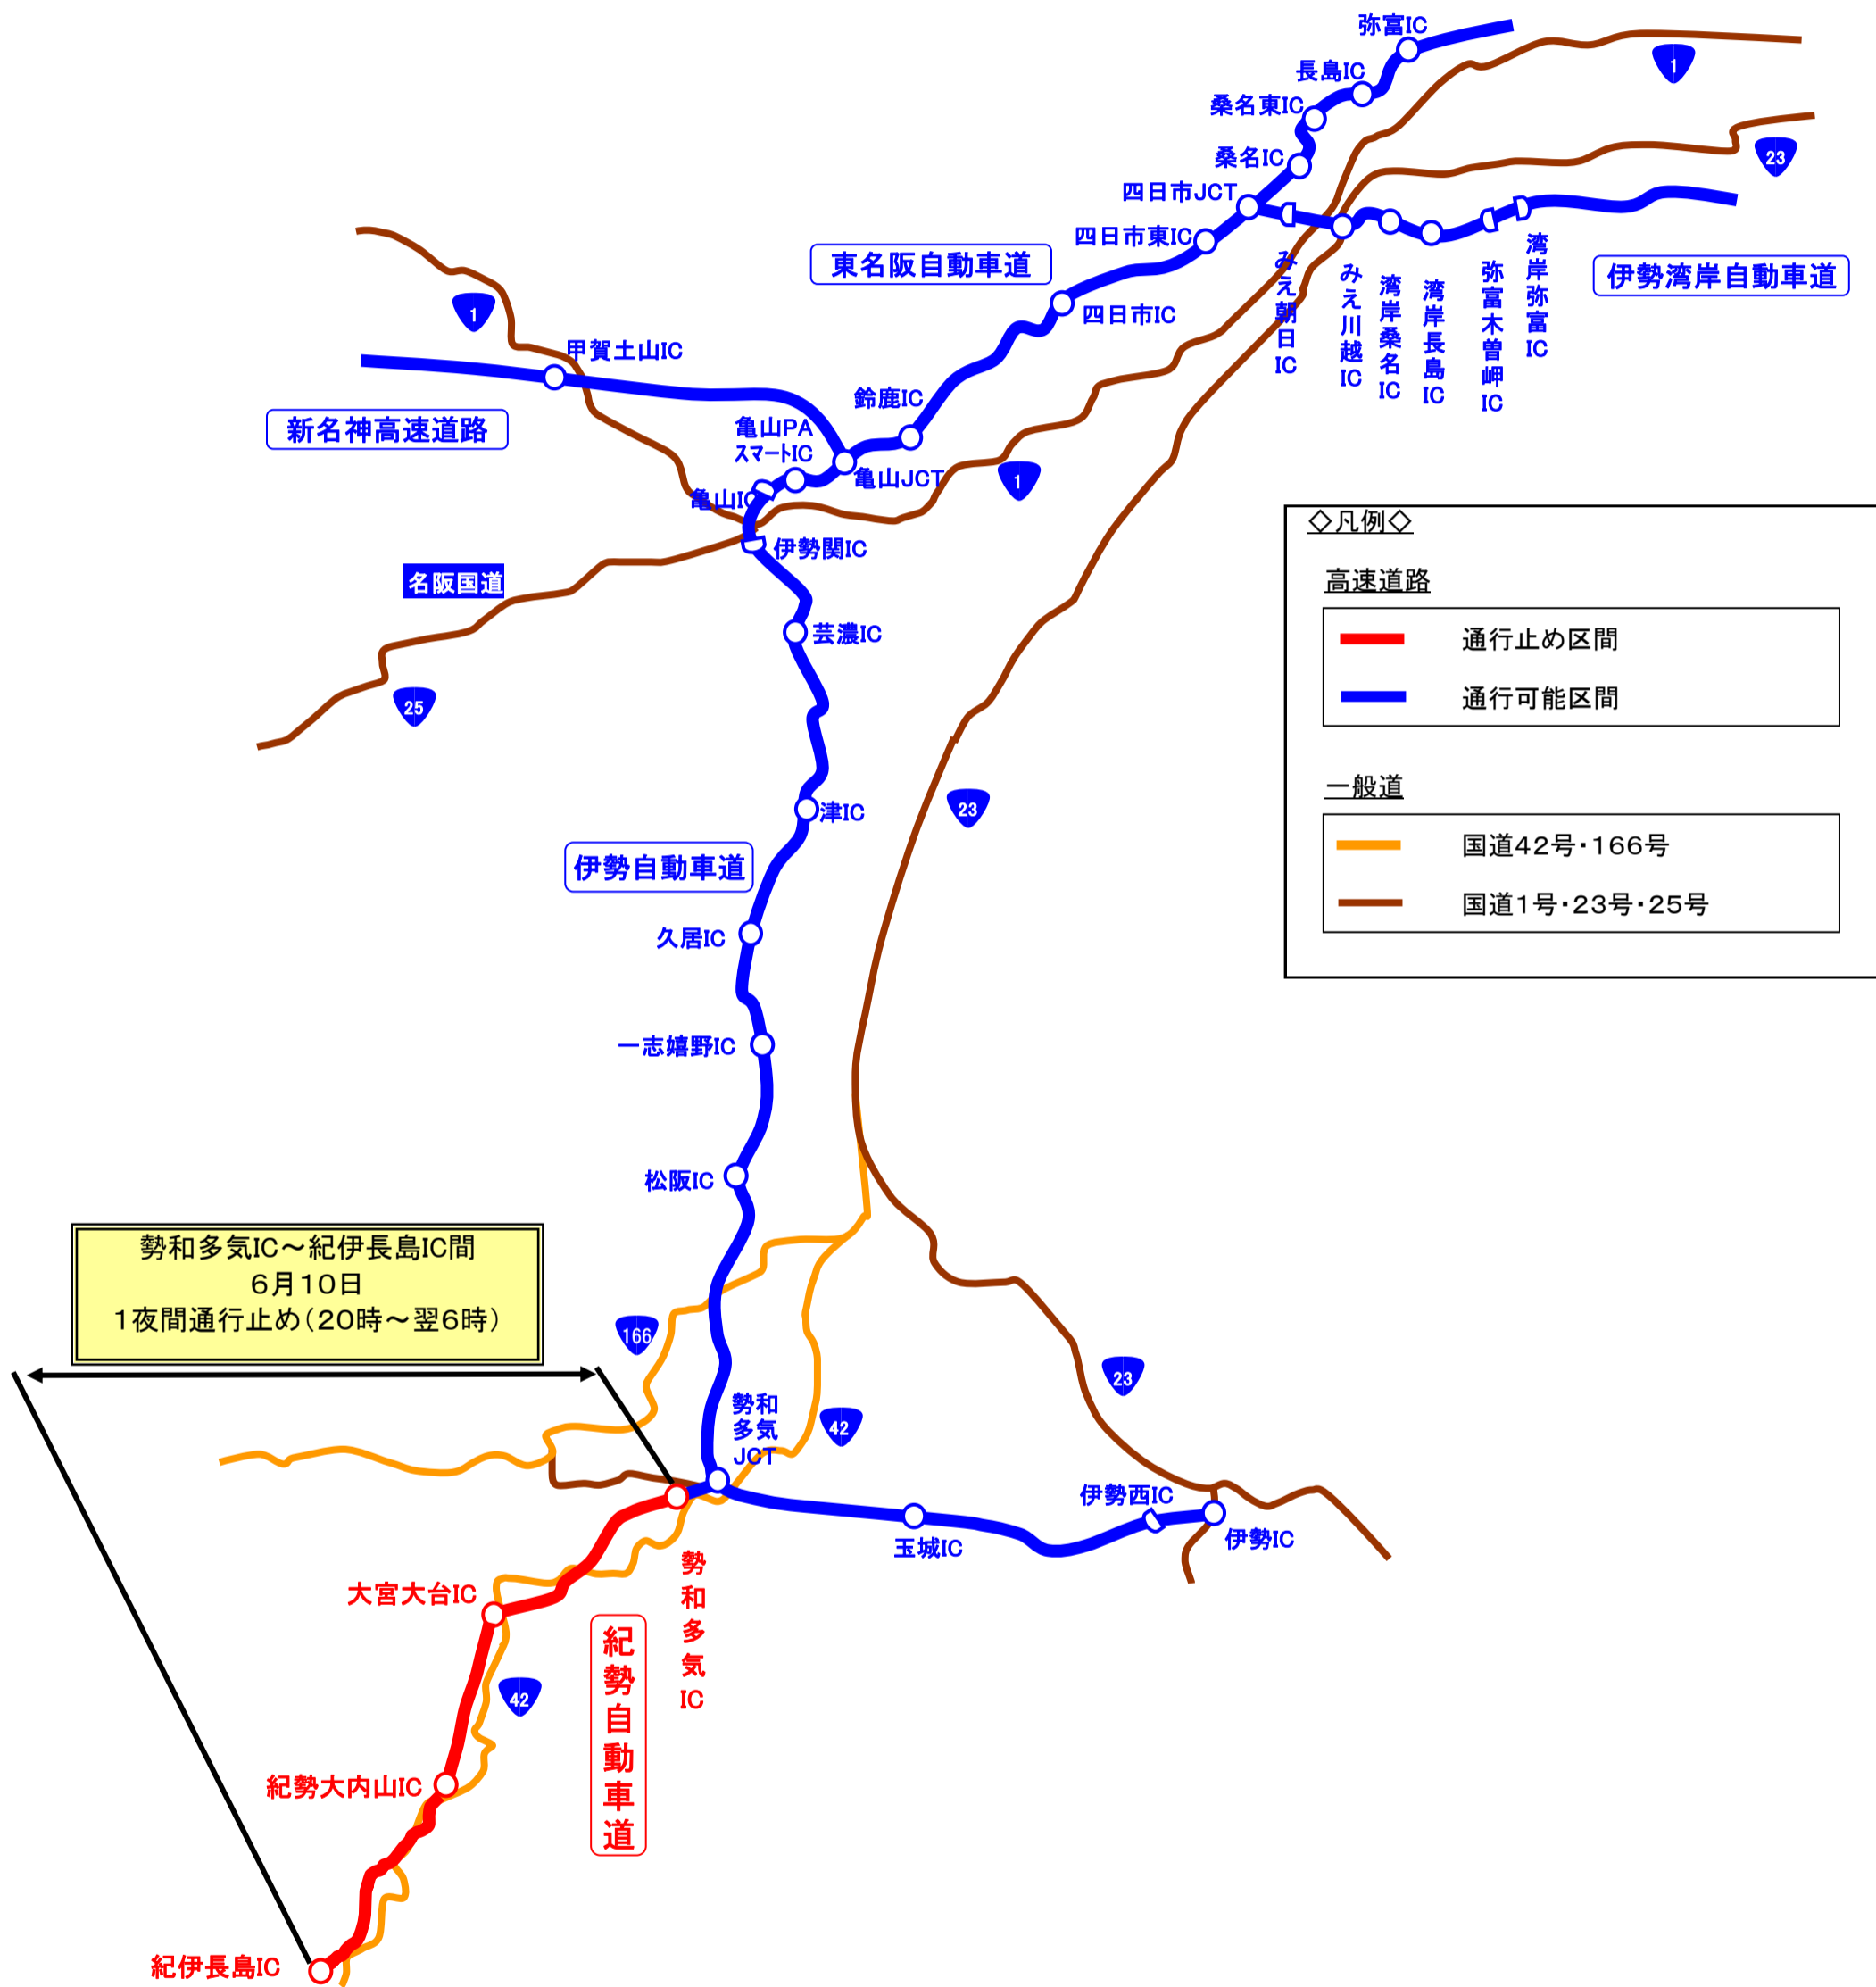 弥富IC
長島IC
桑名東IC
桑名IC
四日市JCT
四日市東IC
四日市IC
東名阪自動車道
伊勢湾岸自動車道
みえ朝日IC
みえ川越IC
湾岸桑名IC
湾岸長島IC
弥富木曽岬IC
湾岸弥富IC
1
23
1
甲賀土山IC
新名神高速道路
鈴鹿IC
亀山PA
スマートIC
亀山JCT
亀山IC
1
伊勢関IC
名阪国道
25
芸濃IC
◇凡例◇
高速道路
通行止め区間
通行可能区間
一般道
国道42号・166号
国道1号・23号・25号
津IC
23
伊勢自動車道
久居IC
一志嬉野IC
松阪IC
勢和多気IC～紀伊長島IC間
6月10日
1夜間通行止め(20時～翌6時)
166
42
23
勢和
多気
JCT
伊勢西IC
伊勢IC
玉城IC
勢和多気IC
大宮大台IC
紀勢自動車道
42
紀勢大内山IC
紀伊長島IC